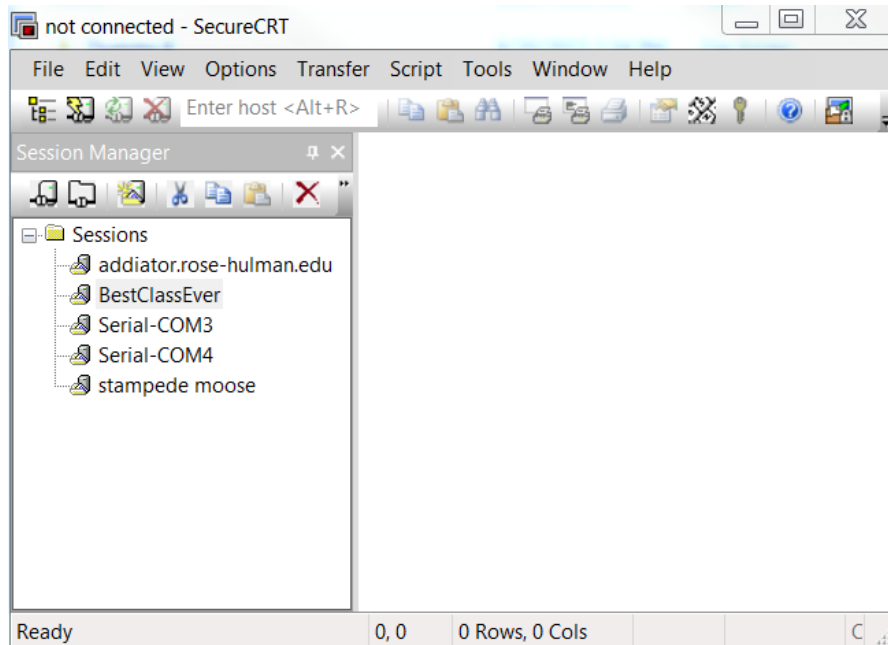 not connected - SecureCRT
File Edit View Options Transfer Script Tools Window Help
Enter host <Alt+R>
Session Manager
Sessions
addiator.rose-hulman.edu
BestClassEver
Serial-COM3
Serial-COM4
stampede moose
Ready 0, 0 0 Rows, 0 Cols C